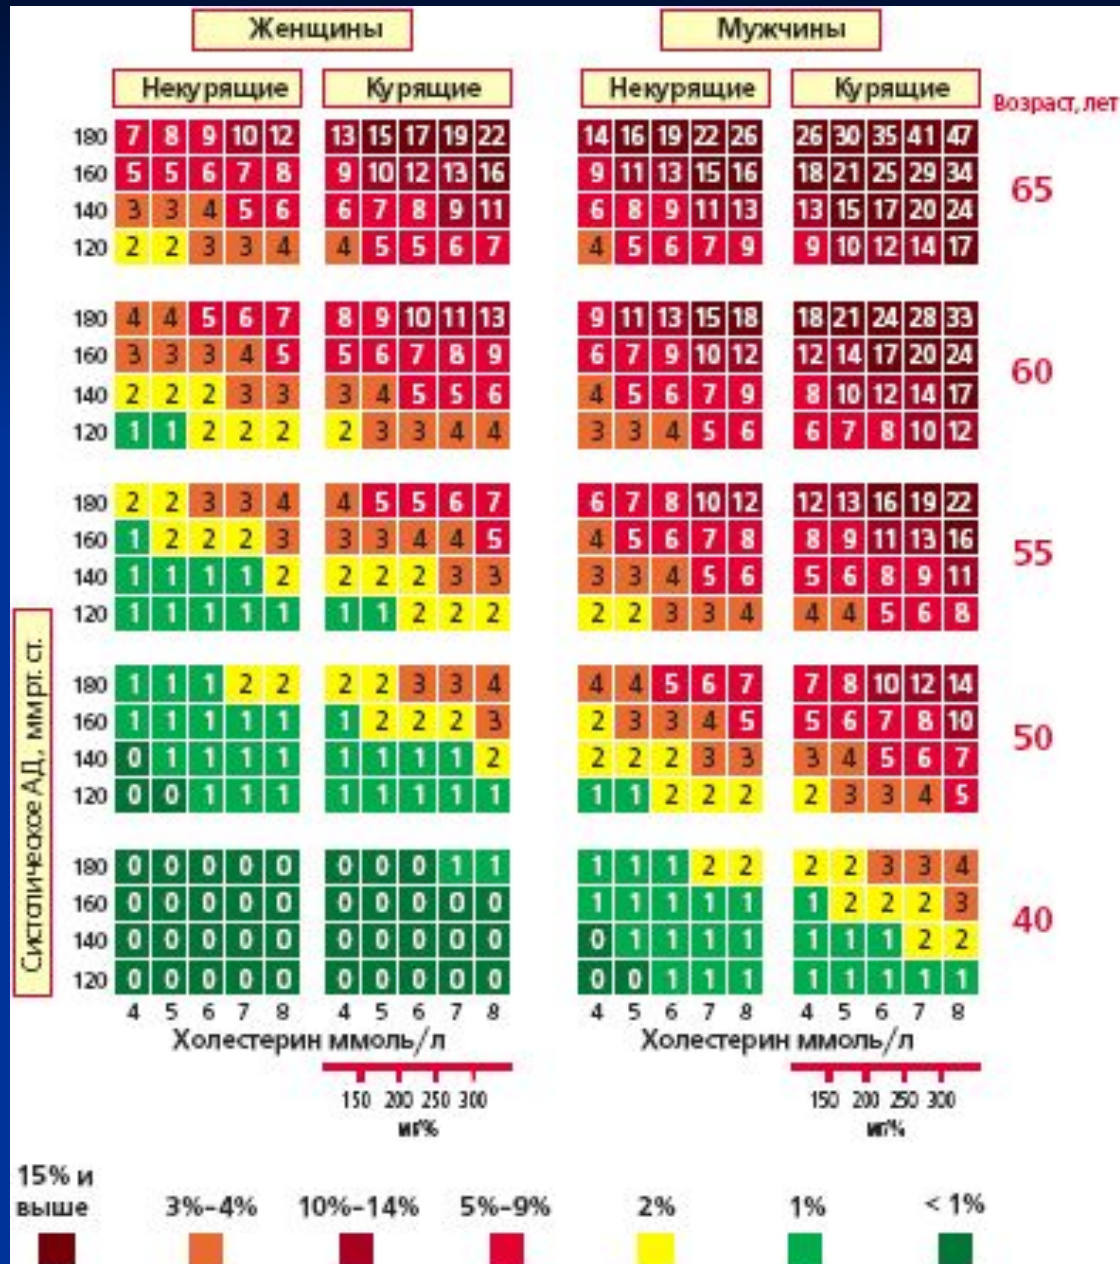 Женщины Мужчины
Некурящие Курящие Некурящие Курящие
Возраст, лет
180 7 8 9 10 12 13 15 17 19 22 14 16 19 22 26 26 30 35 41 47
160 5 5 6 7 8 9 10 12 13 16 9 11 13 15 16 18 21 25 29 34
65
140 3 3 4 5 6 6 7 8 9 11 6 8 9 11 13 13 15 17 20 24
120 2 2 3 3 4 4 5 5 6 7 4 5 6 7 9 9 10 12 14 17
180 4 4 5 6 7 8 9 10 11 13 9 11 13 15 18 18 21 24 28 33
160 3 3 3 4 5 5 6 7 8 9 6 7 9 10 12 12 14 17 20 24
60
140 2 2 2 3 3 3 4 5 5 6 4 5 6 7 9 8 10 12 14 17
120 1 1 2 2 2 2 3 3 4 4 3 3 4 5 6 6 7 8 10 12
180 2 2 3 3 4 4 5 5 6 7 6 7 8 10 12 12 13 16 19 22
160 1 2 2 2 3 3 3 4 4 5 4 5 6 7 8 8 9 11 13 16
55
140 1 1 1 1 2 2 2 2 3 3 3 3 4 5 6 5 6 8 9 11
120 1 1 1 1 1 1 1 2 2 2 2 2 3 3 4 4 4 5 6 8
Систолическое АД, мм рт. ст.
180 1 1 1 2 2 2 2 3 3 4 4 4 5 6 7 7 8 10 12 14
160 1 1 1 1 1 1 2 2 2 3 2 3 3 4 5 5 6 7 8 10
50
140 0 1 1 1 1 1 1 1 1 2 2 2 2 3 3 3 4 5 6 7
120 0 0 1 1 1 1 1 1 1 1 1 1 2 2 2 2 3 3 4 5
180 0 0 0 0 0 0 0 0 1 1 1 1 1 2 2 2 2 3 3 4
160 0 0 0 0 0 0 0 0 0 0 1 1 1 1 1 1 2 2 2 3
40
140 0 0 0 0 0 0 0 0 0 0 0 1 1 1 1 1 1 1 2 2
120 0 0 0 0 0 0 0 0 0 0 0 0 1 1 1 1 1 1 1 1
4 5 6 7 8 4 5 6 7 8 4 5 6 7 8 4 5 6 7 8
Холестерин ммоль/л Холестерин ммоль/л
150 200 250 300 150 200 250 300
мг% мг%
15% и
выше 3%–4% 10%–14% 5%–9% 2% 1% < 1%